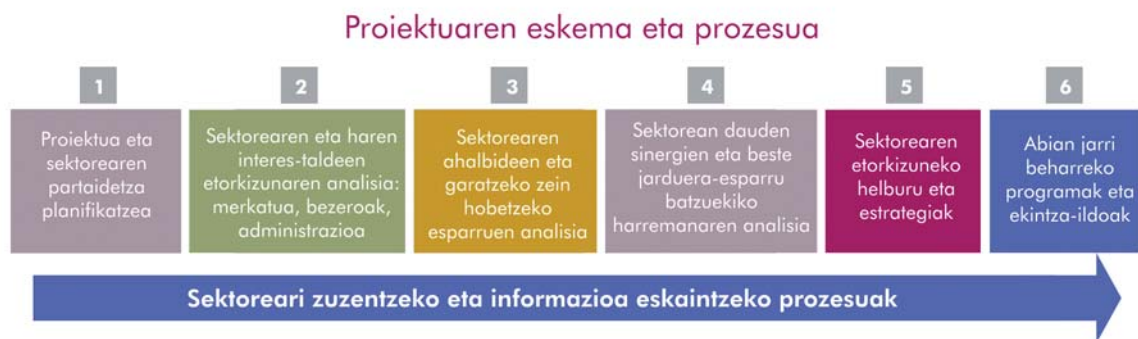 Proiektuaren eskema eta prozesua
1
Proiektua eta
sektorearen
partaidetza
planifikatzea
2
Sektorearen eta haren
interes-taldeen
etorkizunaren analisia:
merkatua, bezeroak,
administrazioa
3
Sektorearen
ahalbideen eta
garatzeko zein
hobetzeko
esparruen analisia
4
Sektorean dauden
sinergien eta beste
jarduera-esparru
batzuekiko
harremanaren analisia
5
Sektorearen
etorkizuneko
helburu eta
estrategiak
6
Abian jarri
beharreko
programak eta
ekintza-ildoak
Sektoreari zuzentzeko eta informazioa eskaintzeko prozesuak